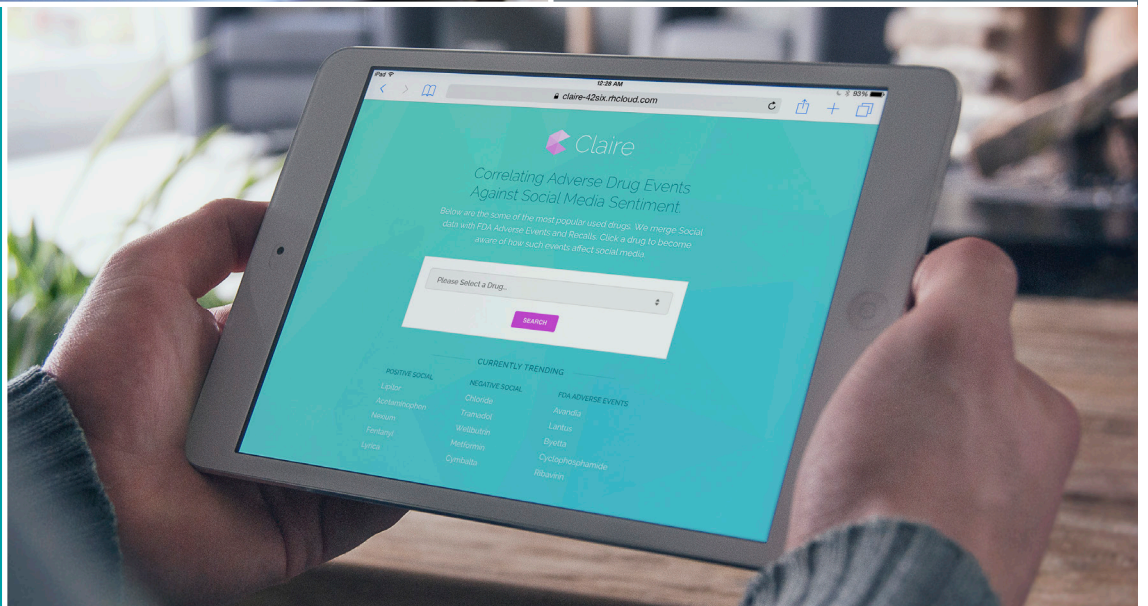 iPad
12:28 AM
93%
claire-42six.rhcloud.com
Claire
Correlating Adverse Drug Events
Against Social Media Sentiment.
Below are the some of the most popular used drugs. We merge Social
data with FDA Adverse Events and Recalls. Click a drug to become
aware of how such events affect social media.
Please Select a Drug...
SEARCH
CURRENTLY TRENDING
POSITIVE SOCIAL
Lipitor
Acetaminophen
Nexium
Fentanyl
Lyrica
NEGATIVE SOCIAL
Chloride
Tramadol
Wellbutrin
Metformin
Cymbalta
FDA ADVERSE EVENTS
Avandia
Lantus
Byetta
Cyclophosphamide
Ribavirin